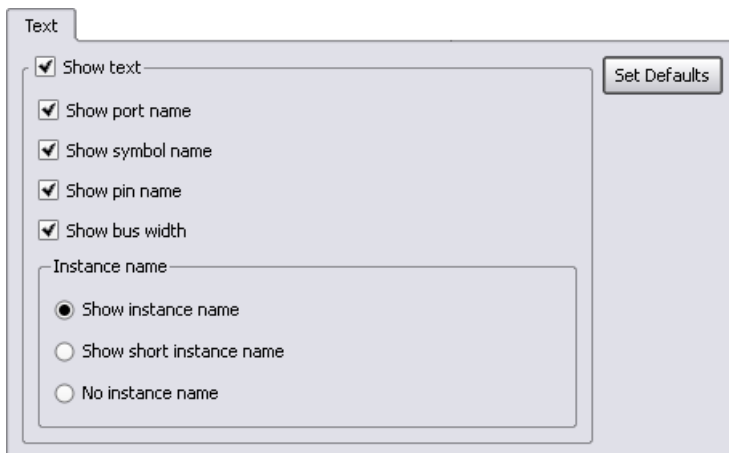 Text
Show text
Set Defaults
Show port name
Show symbol name
Show pin name
Show bus width
Instance name
Show instance name
Show short instance name
No instance name